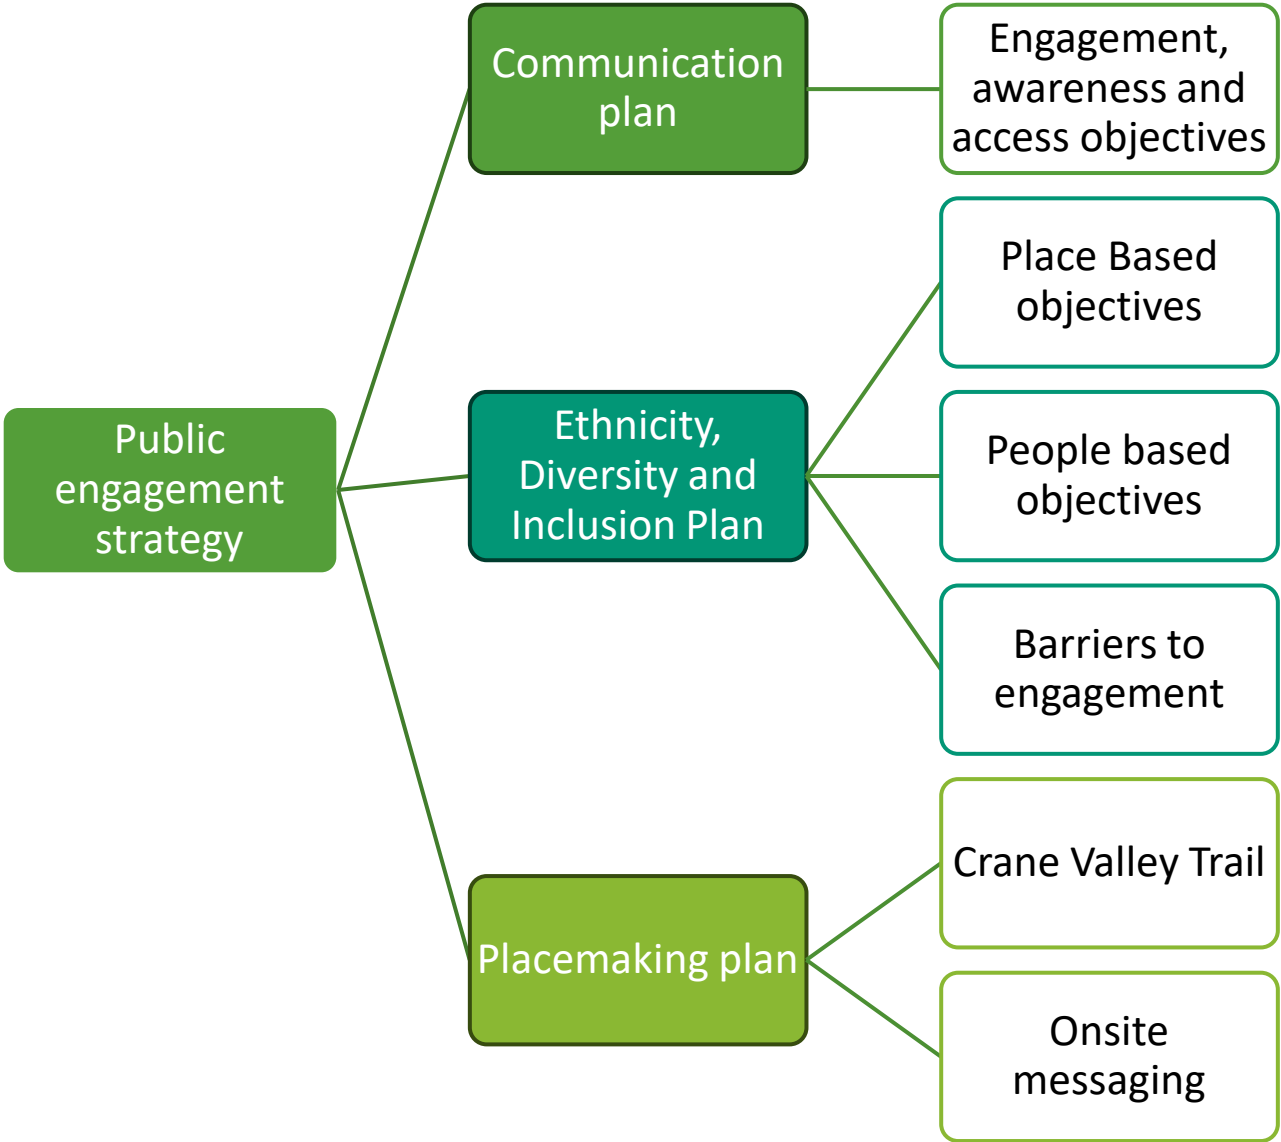 Communication
plan
Engagement,
awareness and
access objectives
Place Based
objectives
Public
engagement
strategy
Ethnicity,
Diversity and
Inclusion Plan
People based
objectives
Barriers to
engagement
Placemaking plan
Crane Valley Trail
Onsite
messaging